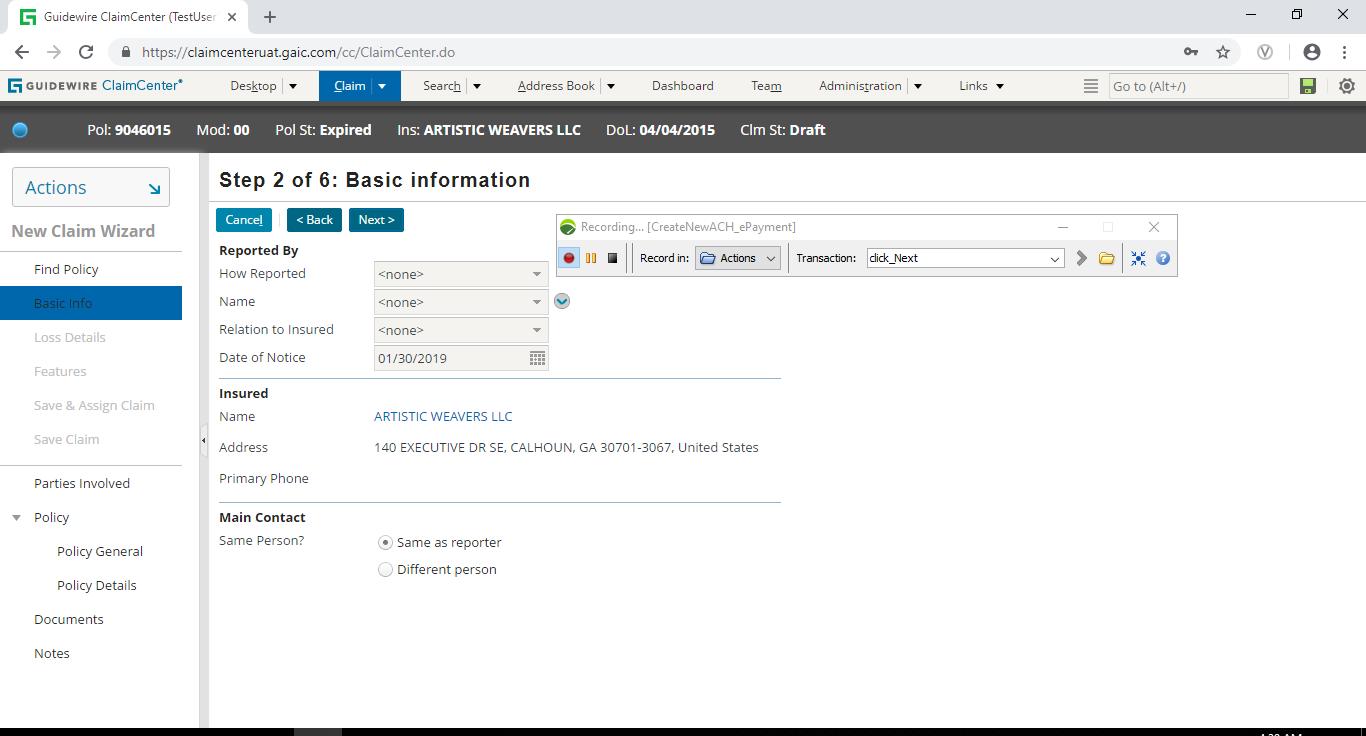 Guidewire ClaimCenter (TestUser
https://claimcenteruat.gaic.com/cc/ClaimCenter.do
GUIDEWIRE ClaimCenter® Desktop Claim Search Address Book Dashboard Team Administration Links Go to (Alt+/)
Pol: 9046015 Mod: 00 Pol St: Expired Ins: ARTISTIC WEAVERS LLC DoL: 04/04/2015 Clm St: Draft
Actions
New Claim Wizard
Find Policy
Basic Info
Loss Details
Features
Save & Assign Claim
Save Claim
Parties Involved
Policy
Policy General
Policy Details
Documents
Notes
Step 2 of 6: Basic information
Cancel < Back Next >
Recording... [CreateNewACH_ePayment]
Record in: Actions Transaction: click_Next
Reported By
How Reported <none>
Name <none>
Relation to Insured <none>
Date of Notice 01/30/2019
Insured
Name ARTISTIC WEAVERS LLC
Address 140 EXECUTIVE DR SE, CALHOUN, GA 30701-3067, United States
Primary Phone
Main Contact
Same Person? Same as reporter
Different person